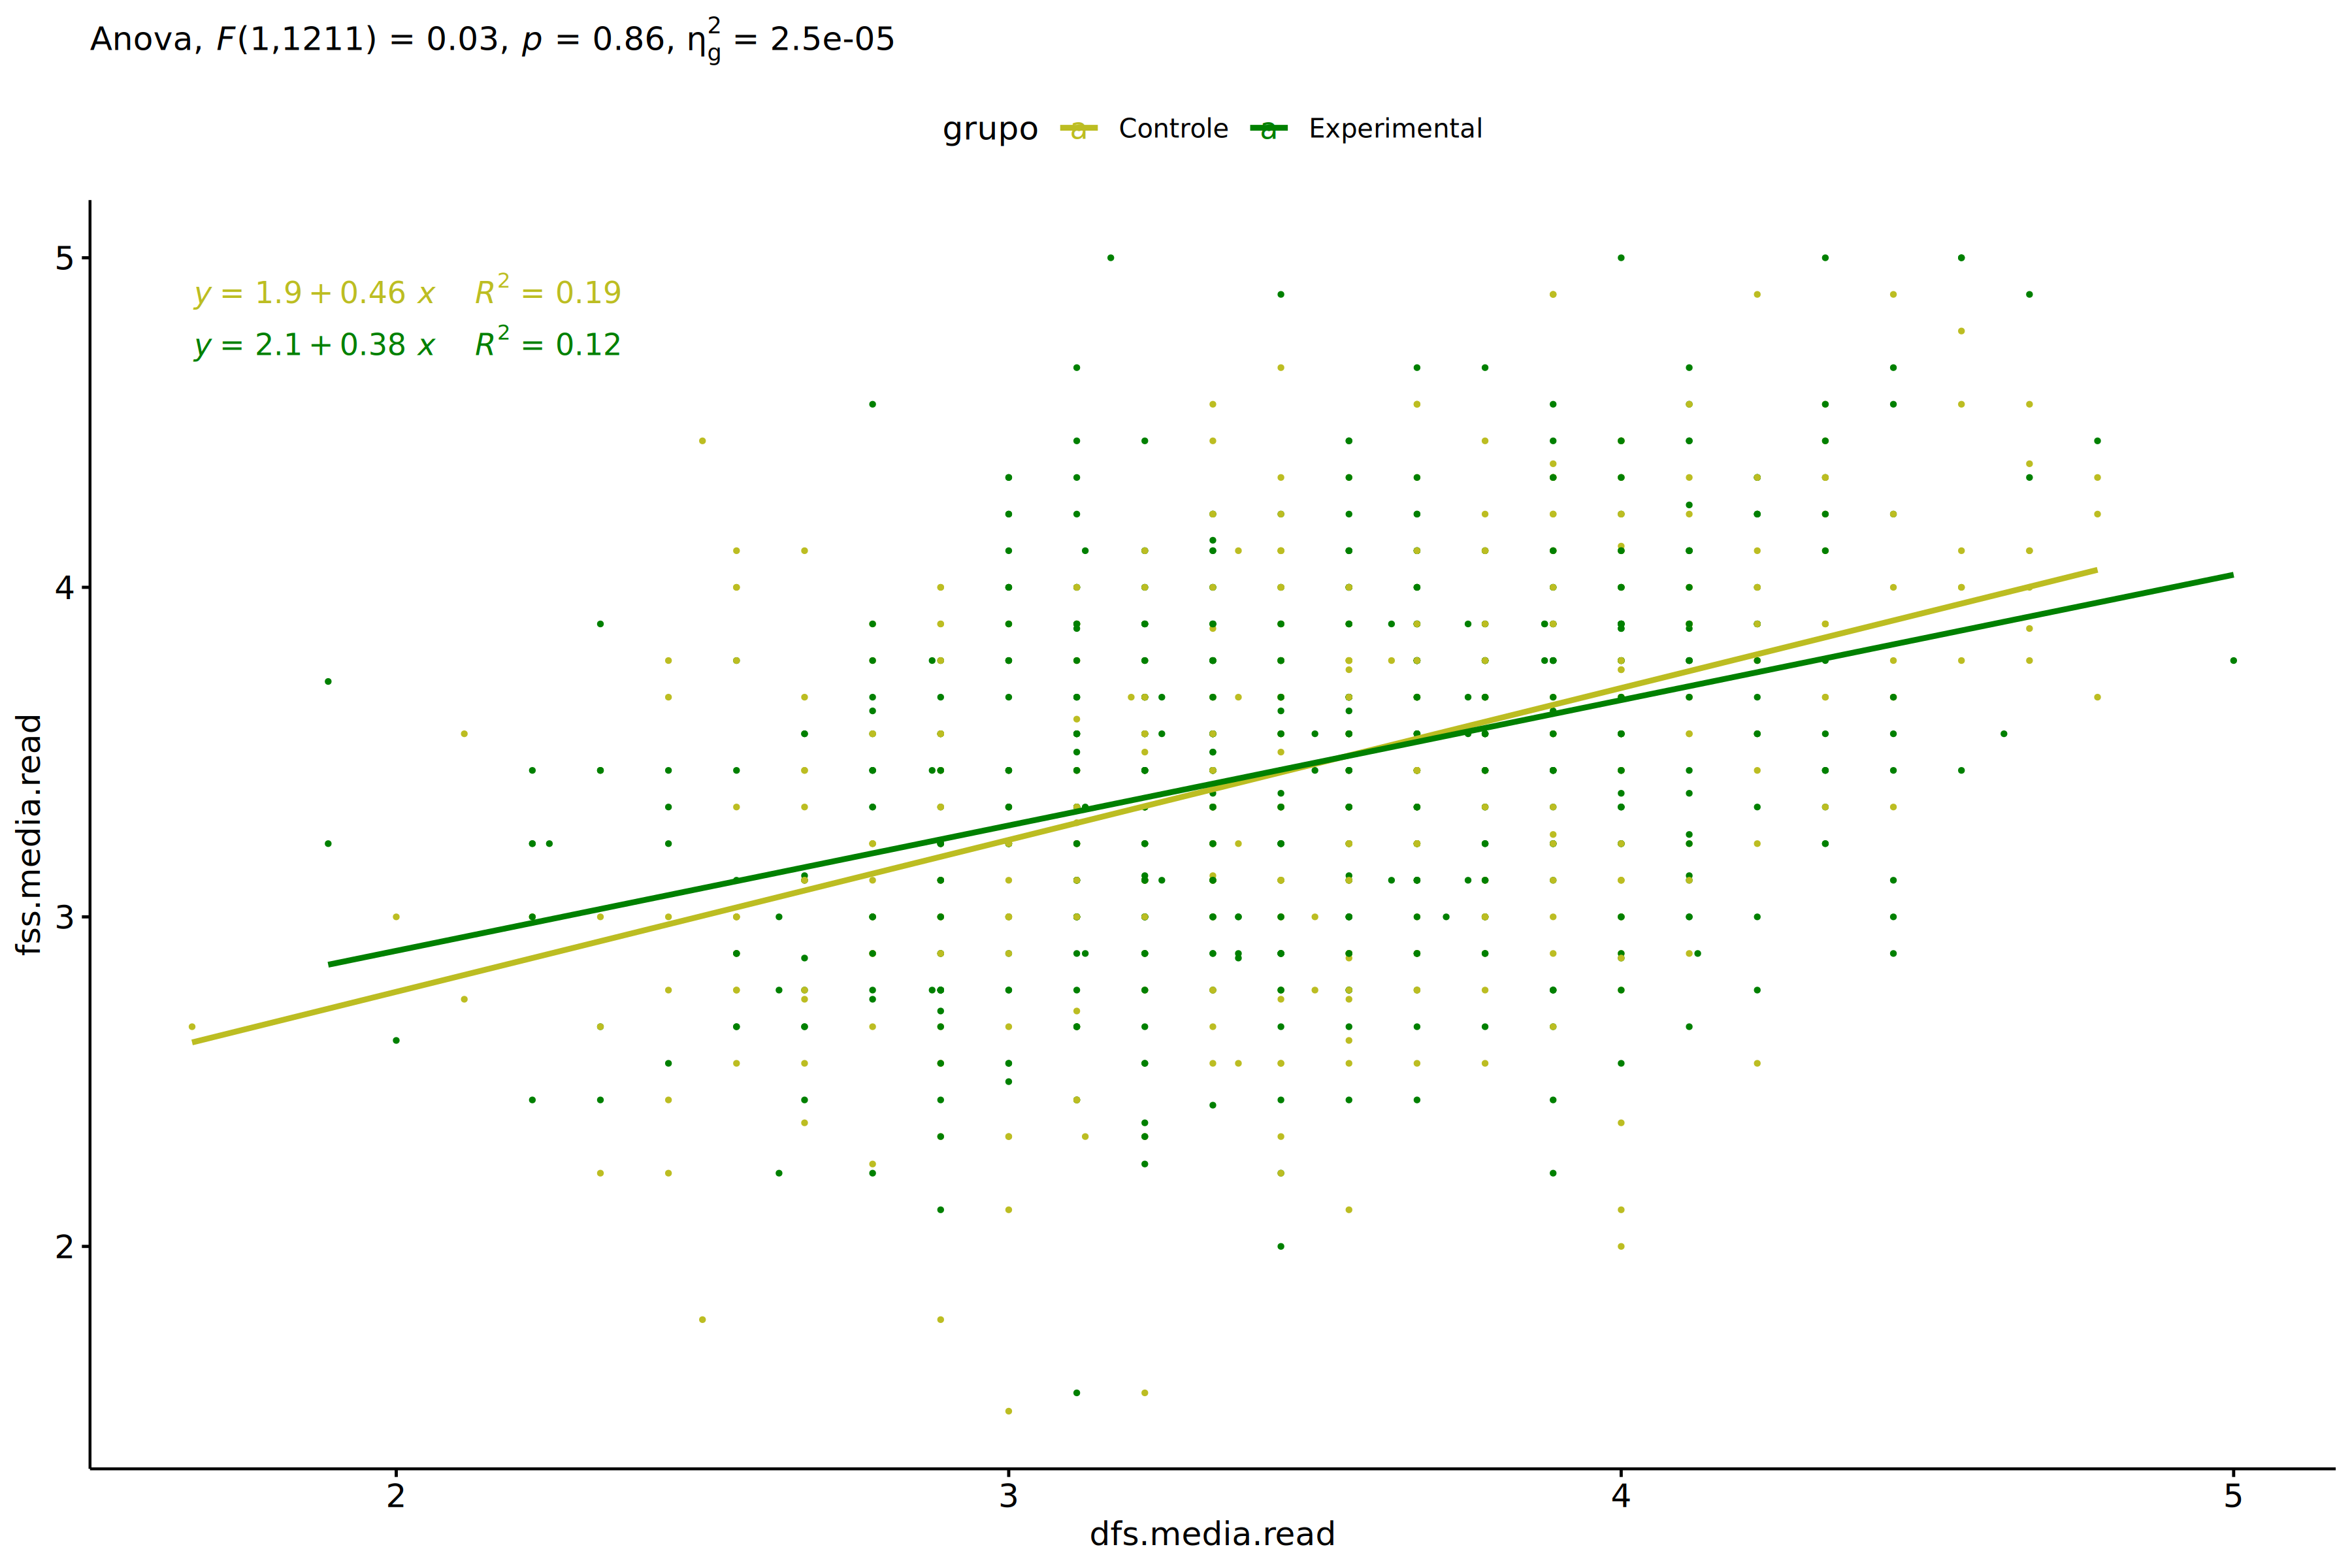 Anova, F(1,1211) = 0.03, p = 0.86, η²g = 2.5e-05
grupo a Controle a Experimental
y = 1.9 + 0.46 x R² = 0.19
y = 2.1 + 0.38 x R² = 0.12
5
4
3
2
fss.media.read
2 3 4 5
dfs.media.read